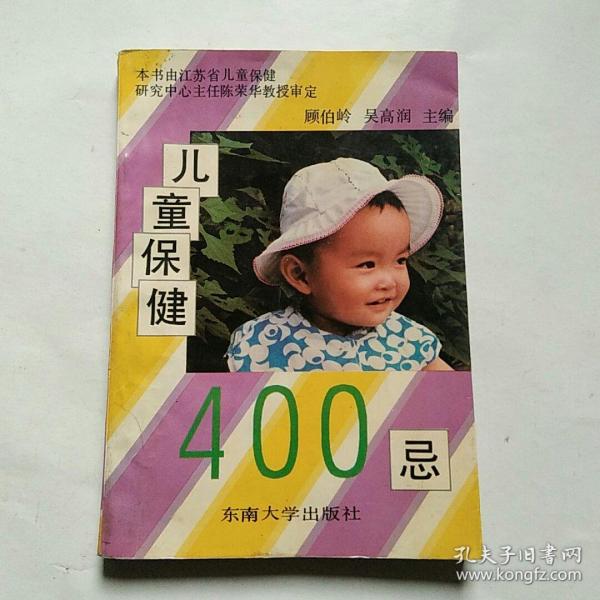 本书由江苏省儿童保健
研究中心主任陈荣华教授审定
顾伯岭 吴高润 主编
儿
童
保
健
400
忌
东南大学出版社
孔夫子旧书网
www.kongfz.com